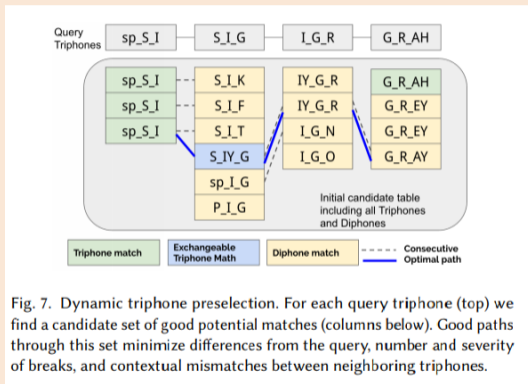 Query
Triphones
sp_S_I
S_I_G
I_G_R
G_R_AH
sp_S_I
S_I_K
IY_G_R
G_R_AH
sp_S_I
S_I_F
IY_G_R
G_R_EY
sp_S_I
S_I_T
I_G_N
G_R_EY
S_IY_G
I_G_O
G_R_AY
sp_I_G
P_I_G
Initial candidate table
including all Triphones
and Diphones
Triphone match
Exchangeable
Triphone Math
Diphone match
Consecutive
Optimal path
Fig. 7. Dynamic triphone preselection. For each query triphone (top) we
find a candidate set of good potential matches (columns below). Good paths
through this set minimize differences from the query, number and severity
of breaks, and contextual mismatches between neighboring triphones.